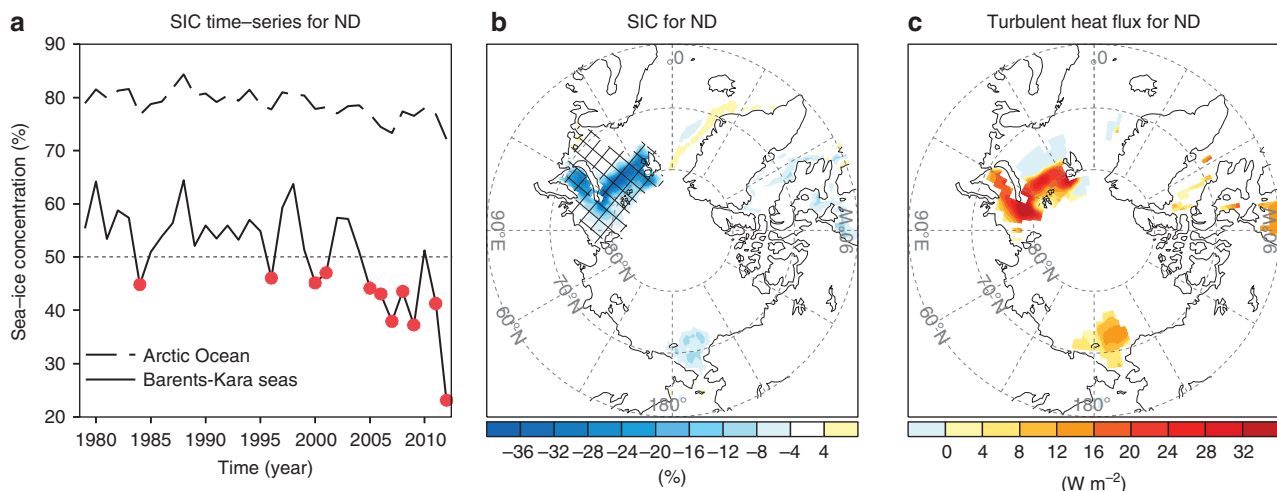 a SIC time–series for ND
90
80
70
60
50
40
30
20
Sea–ice concentration (%)
Arctic Ocean
Barents-Kara seas
1980 1985 1990 1995 2000 2005 2010
Time (year)
b SIC for ND
0°
90°E
90°W
80°N
70°N
60°N
180°
−36 −32 −28 −24 −20 −16 −12 −8 −4 4
(%)
c Turbulent heat flux for ND
0°
90°E
90°W
80°N
70°N
60°N
180°
0 4 8 12 16 20 24 28 32
(W m⁻²)